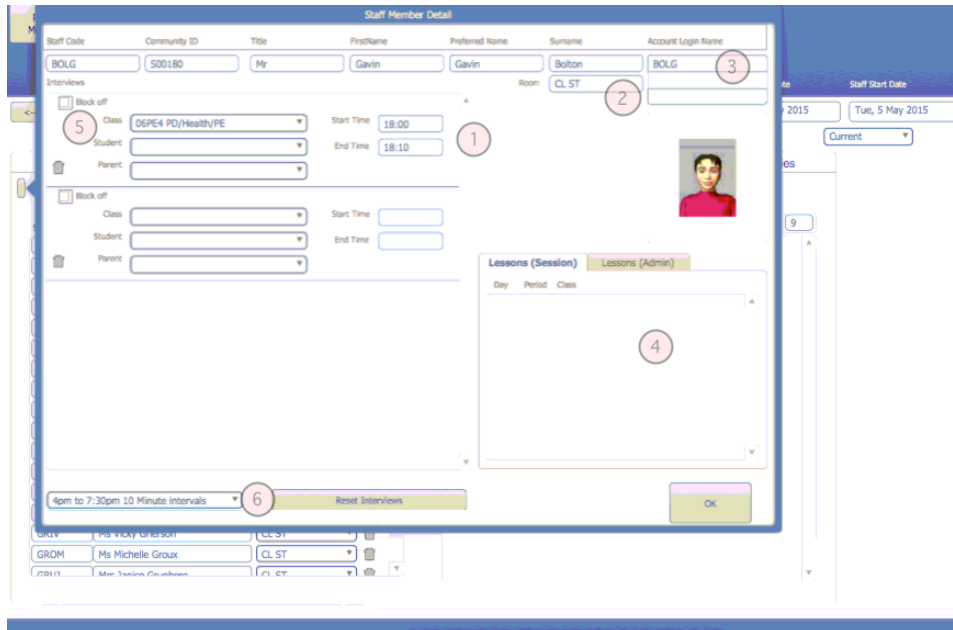 Staff Member Detail
Staff Code Community ID Title FirstName Preferred Name Surname Account Login Name
BOLG S00180 Mr Gavin Gavin Bolton BOLG 3
Interviews Room CL ST 2
Staff Start Date
2015 Tue, 5 May 2015
Current
Block off
5 Class 06PE4 PD/Health/PE Start Time 18:00 1
Student End Time 18:10
Parent
Block off
Class Start Time
Student End Time
Parent
9
Lessons (Session) Lessons (Admin)
Day Period Class
4
4pm to 7:30pm 10 Minute intervals 6 Reset Interviews OK
GRIV Ms Vicky Grierson CL ST
GROM Ms Michelle Groux CL ST